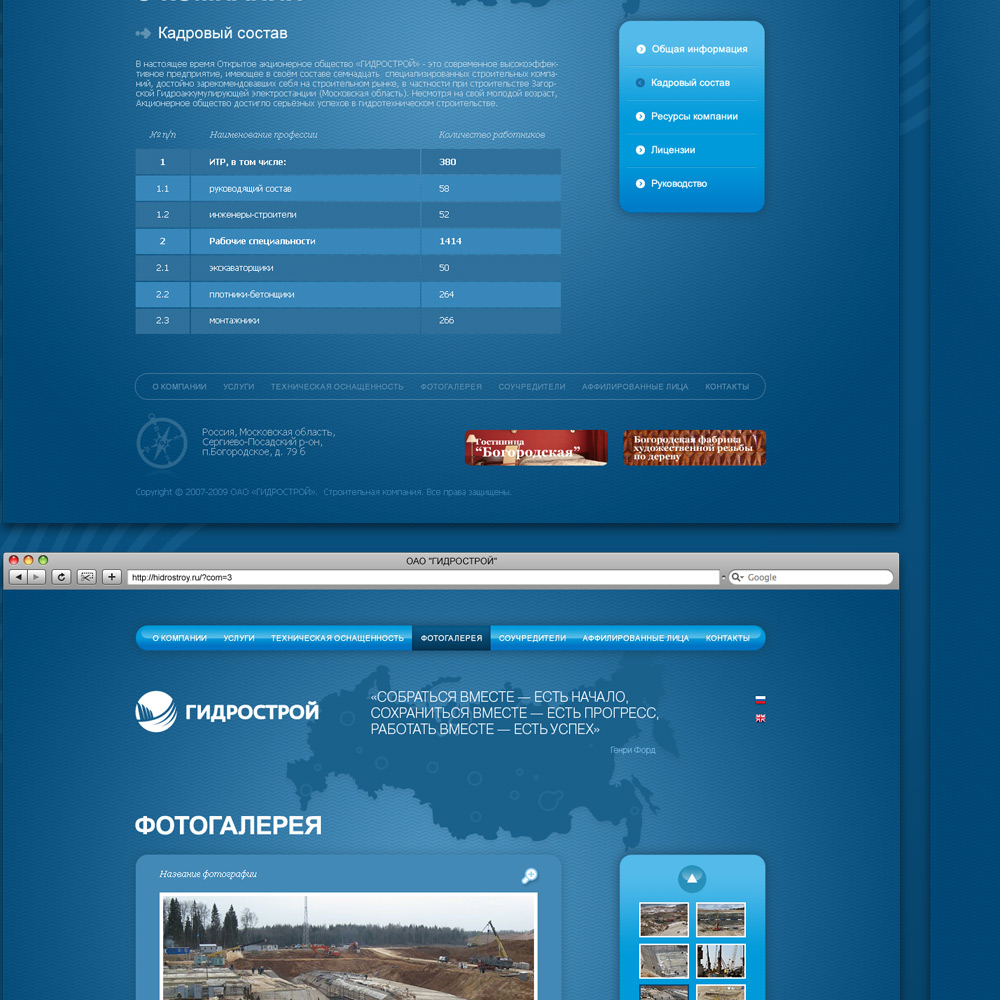 Кадровый состав
В настоящее время Открытое акционерное общество «ГИДРОСТРОЙ» - это современное высокоэффек-
тивное предприятие, имеющее в своём составе семнадцать специализированных строительных компа-
ний, достойно зарекомендовавших себя на строительном рынке, в частности при строительстве Загор-
ской Гидроаккумулирующей электростанции (Московская область). Несмотря на свой молодой возраст,
Акционерное общество достигло серьёзных успехов в гидротехническом строительстве.
№ п/п Наименование профессии Количество работников
1 ИТР, в том числе: 380
1.1 руководящий состав 58
1.2 инженеры-строители 52
2 Рабочие специальности 1414
2.1 экскаваторщики 50
2.2 плотники-бетонщики 264
2.3 монтажники 266
Общая информация
Кадровый состав
Ресурсы компании
Лицензии
Руководство
О КОМПАНИИ УСЛУГИ ТЕХНИЧЕСКАЯ ОСНАЩЕННОСТЬ ФОТОГАЛЕРЕЯ СОУЧРЕДИТЕЛИ АФФИЛИРОВАННЫЕ ЛИЦА КОНТАКТЫ
Россия, Московская область,
Сергиево-Посадский р-он,
п.Богородское, д. 79 б
Гостиница
“Богородская”
Богородская фабрика
художественной резьбы
по дереву
Copyright © 2007-2009 ОАО «ГИДРОСТРОЙ». Строительная компания. Все права защищены.
ОАО "ГИДРОСТРОЙ"
http://hidrostroy.ru/?com=3
Google
О КОМПАНИИ УСЛУГИ ТЕХНИЧЕСКАЯ ОСНАЩЕННОСТЬ ФОТОГАЛЕРЕЯ СОУЧРЕДИТЕЛИ АФФИЛИРОВАННЫЕ ЛИЦА КОНТАКТЫ
ГИДРОСТРОЙ
«СОБРАТЬСЯ ВМЕСТЕ — ЕСТЬ НАЧАЛО,
СОХРАНИТЬСЯ ВМЕСТЕ — ЕСТЬ ПРОГРЕСС,
РАБОТАТЬ ВМЕСТЕ — ЕСТЬ УСПЕХ»
Генри Форд
ФОТОГАЛЕРЕЯ
Название фотографии